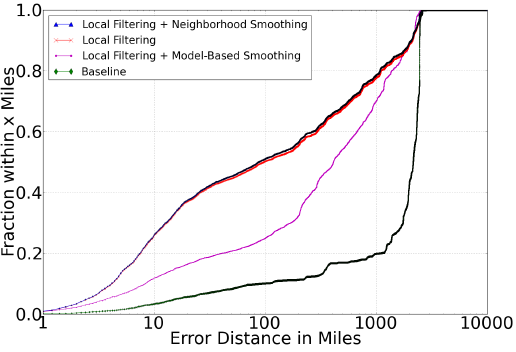 Local Filtering + Neighborhood Smoothing
Local Filtering
Local Filtering + Model-Based Smoothing
Baseline
Fraction within x Miles
1.0
0.8
0.6
0.4
0.2
0.0
1 10 100 1000 10000
Error Distance in Miles